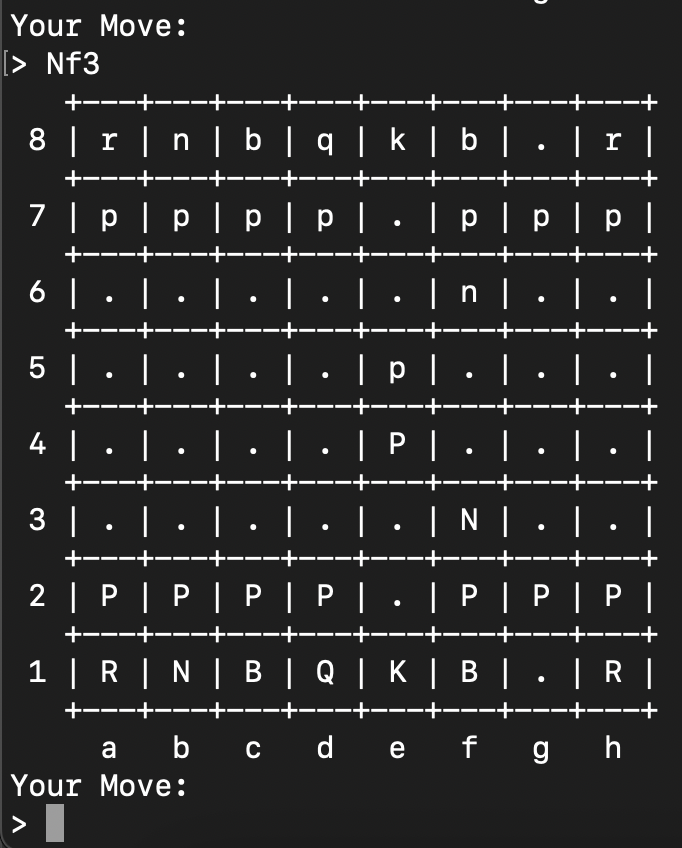 Your Move:
[> Nf3
+---+---+---+---+---+---+---+---+
8 | r | n | b | q | k | b | . | r |
+---+---+---+---+---+---+---+---+
7 | p | p | p | p | . | p | p | p |
+---+---+---+---+---+---+---+---+
6 | . | . | . | . | . | n | . | . |
+---+---+---+---+---+---+---+---+
5 | . | . | . | . | p | . | . | . |
+---+---+---+---+---+---+---+---+
4 | . | . | . | . | P | . | . | . |
+---+---+---+---+---+---+---+---+
3 | . | . | . | . | . | N | . | . |
+---+---+---+---+---+---+---+---+
2 | P | P | P | P | . | P | P | P |
+---+---+---+---+---+---+---+---+
1 | R | N | B | Q | K | B | . | R |
+---+---+---+---+---+---+---+---+
a b c d e f g h
Your Move:
>